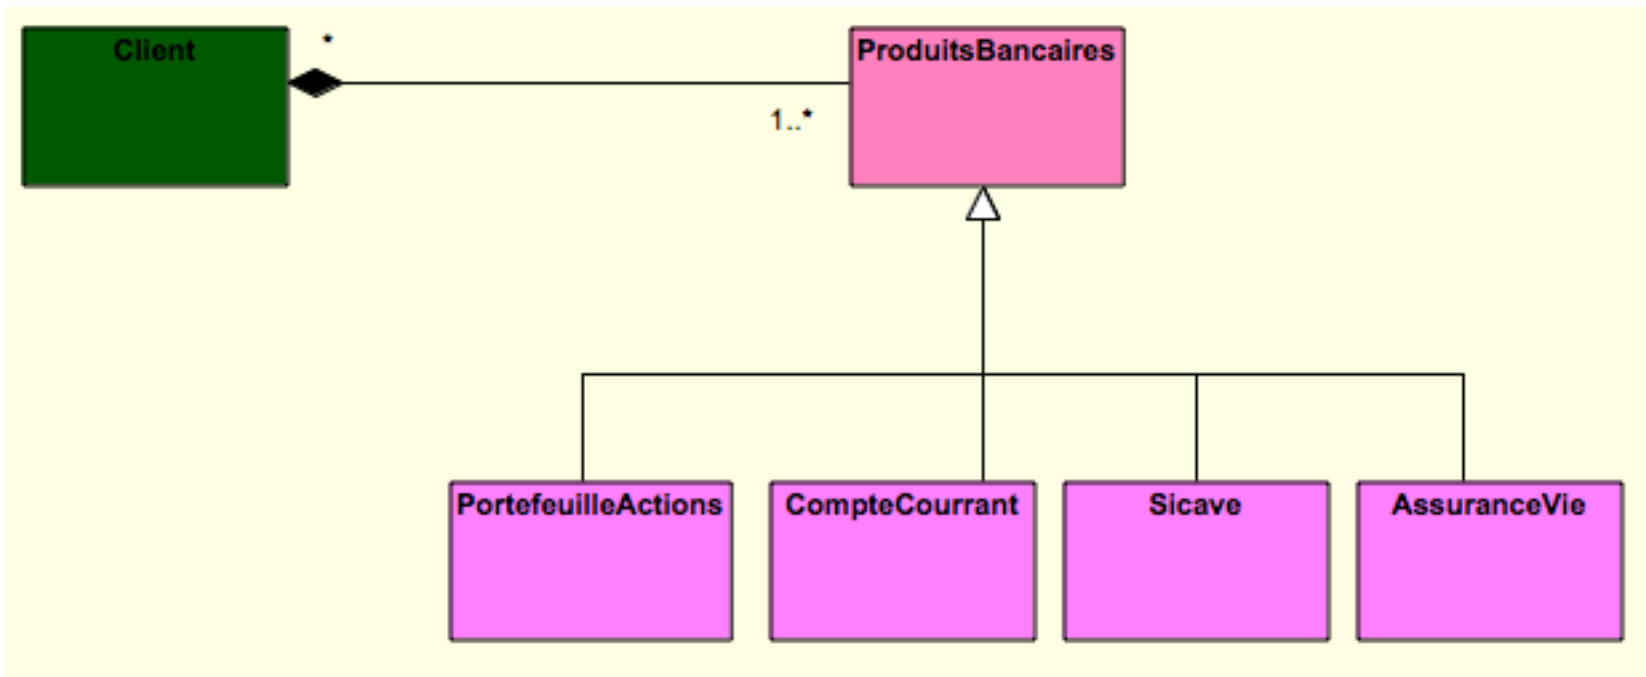 Client
*
ProduitsBancaires
1..*
PortefeuilleActions
CompteCourrant
Sicave
AssuranceVie